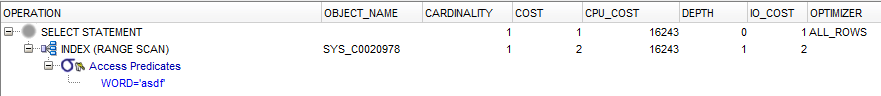 OPERATION OBJECT_NAME CARDINALITY COST CPU_COST DEPTH IO_COST OPTIMIZER
SELECT STATEMENT 1 1 16243 0 1 ALL_ROWS
INDEX (RANGE SCAN) SYS_C0020978 1 2 16243 1 2
Access Predicates
WORD='asdf'